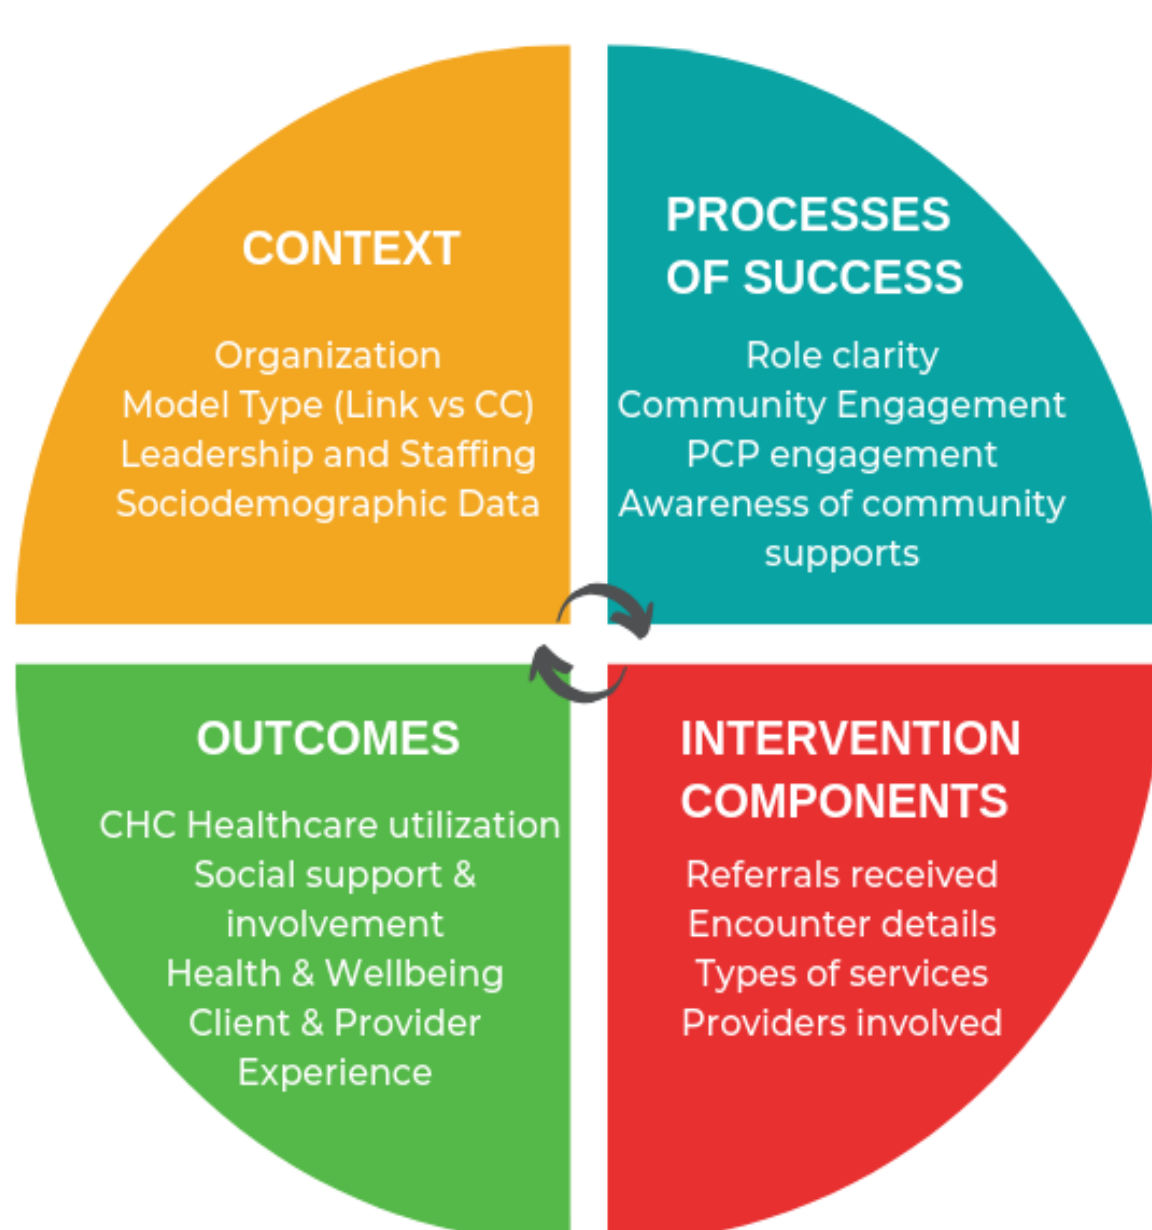 CONTEXT
Organization
Model Type (Link vs CC)
Leadership and Staffing
Sociodemographic Data
PROCESSES
OF SUCCESS
Role clarity
Community Engagement
PCP engagement
Awareness of community
supports
OUTCOMES
CHC Healthcare utilization
Social support &
involvement
Health & Wellbeing
Client & Provider
Experience
INTERVENTION
COMPONENTS
Referrals received
Encounter details
Types of services
Providers involved